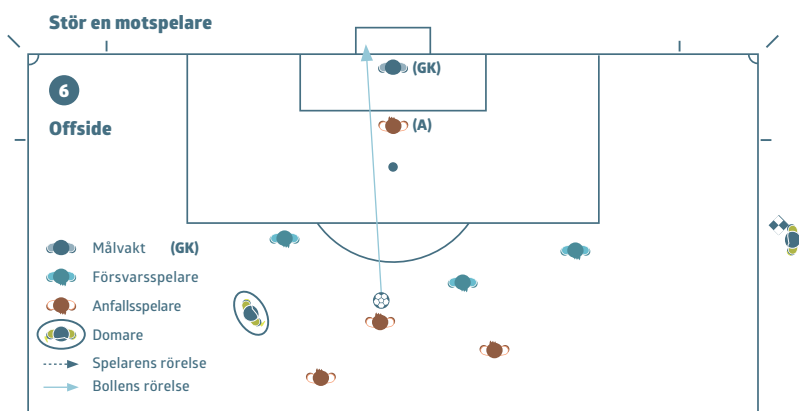 Stör en motspelare
(GK)
6
Offside
(A)
Målvakt (GK)
Försvarsspelare
Anfallsspelare
Domare
Spelarens rörelse
Bollens rörelse